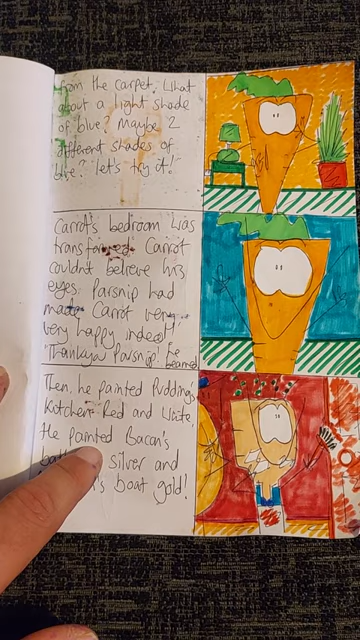 from the carpet. What
about a light shade
of blue? Maybe 2
different shades of
blue? let's try it!'
Carrot's bedroom was
transformed. Carrot
couldn't believe his
eyes. Parsnip had
made Carrot very
very happy indeed!'
'Thankyou Parsnip!' he beamed
Then, he painted Pudding's
kitchen Red and White,
He painted Bacon's
silver and
boat gold!